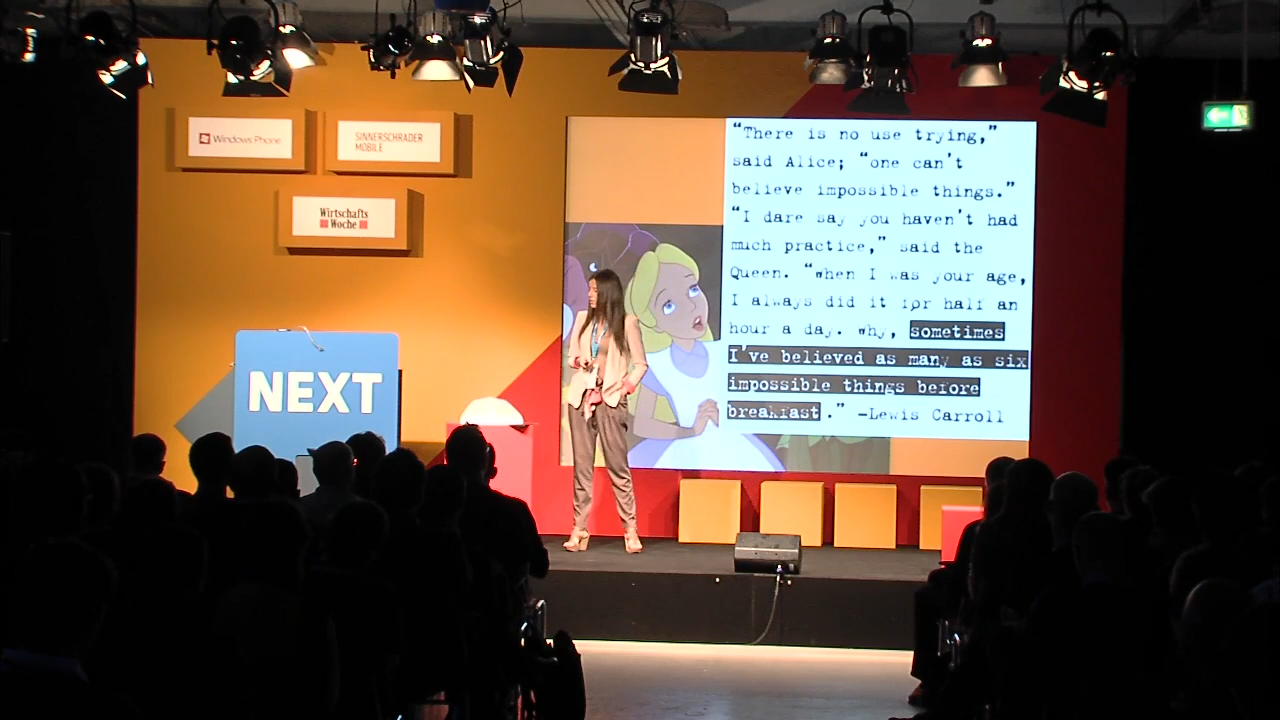 Windows Phone
SINNERSCHRADER
MOBILE
Wirtschafts
Woche
NEXT
“There is no use trying,”
said Alice; “one can't
believe impossible things.”
“I dare say you haven't had
much practice,” said the
Queen. “When I was your age,
I always did it for half an
hour a day. Why, sometimes
I've believed as many as six
impossible things before
breakfast.” -Lewis Carroll